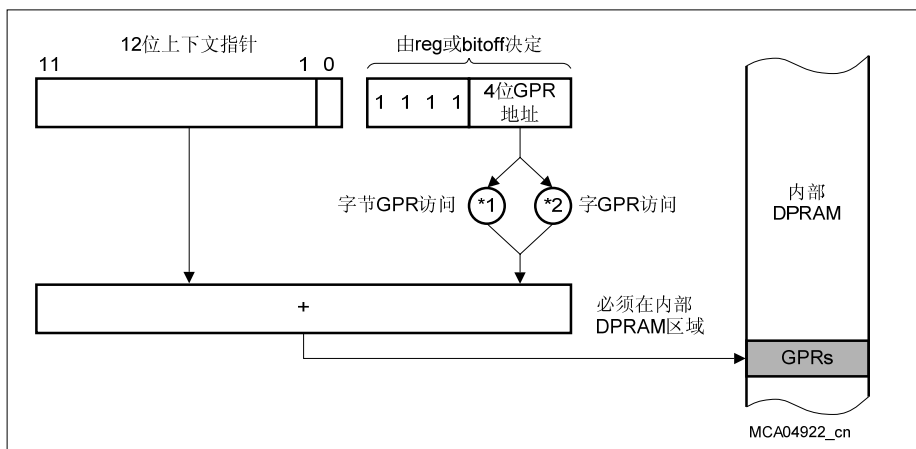 12位上下文指针
由reg或bitoff决定
11 1 0
1 1 1 1
4位GPR
地址
字节GPR访问
*1
*2
字GPR访问
内部
DPRAM
+
必须在内部
DPRAM区域
GPRs
MCA04922_cn